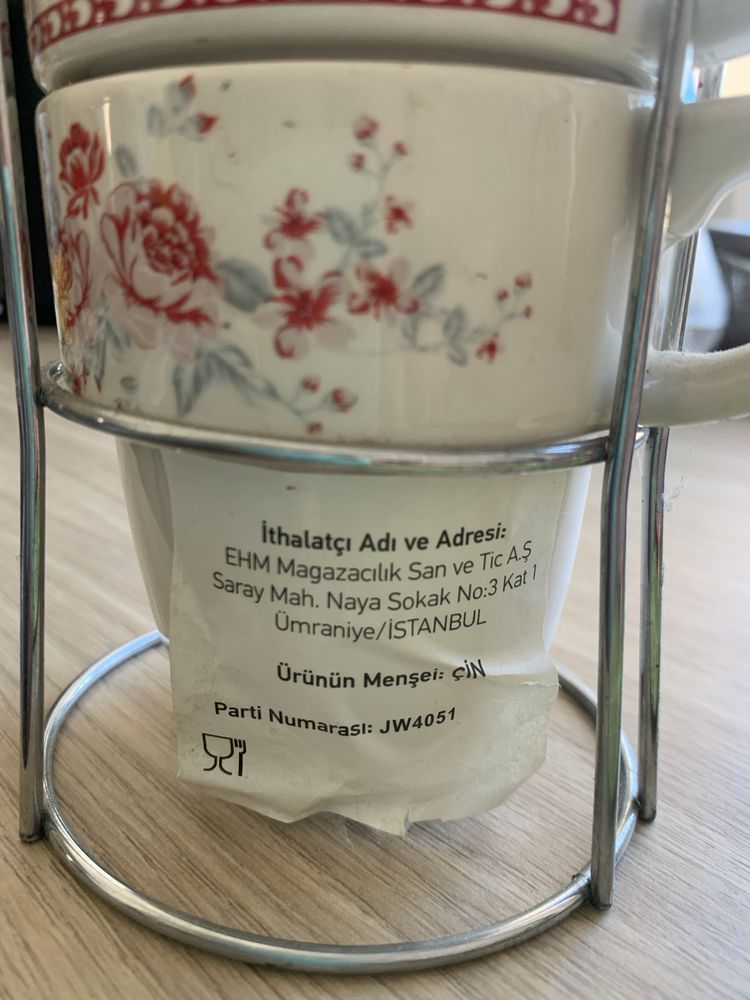 İthalatçı Adı ve Adresi:
EHM Magazacılık San ve Tic A.Ş
Saray Mah. Naya Sokak No:3 Kat 1
Ümraniye/İSTANBUL
Ürünün Menşei: ÇİN
Parti Numarası: JW4051